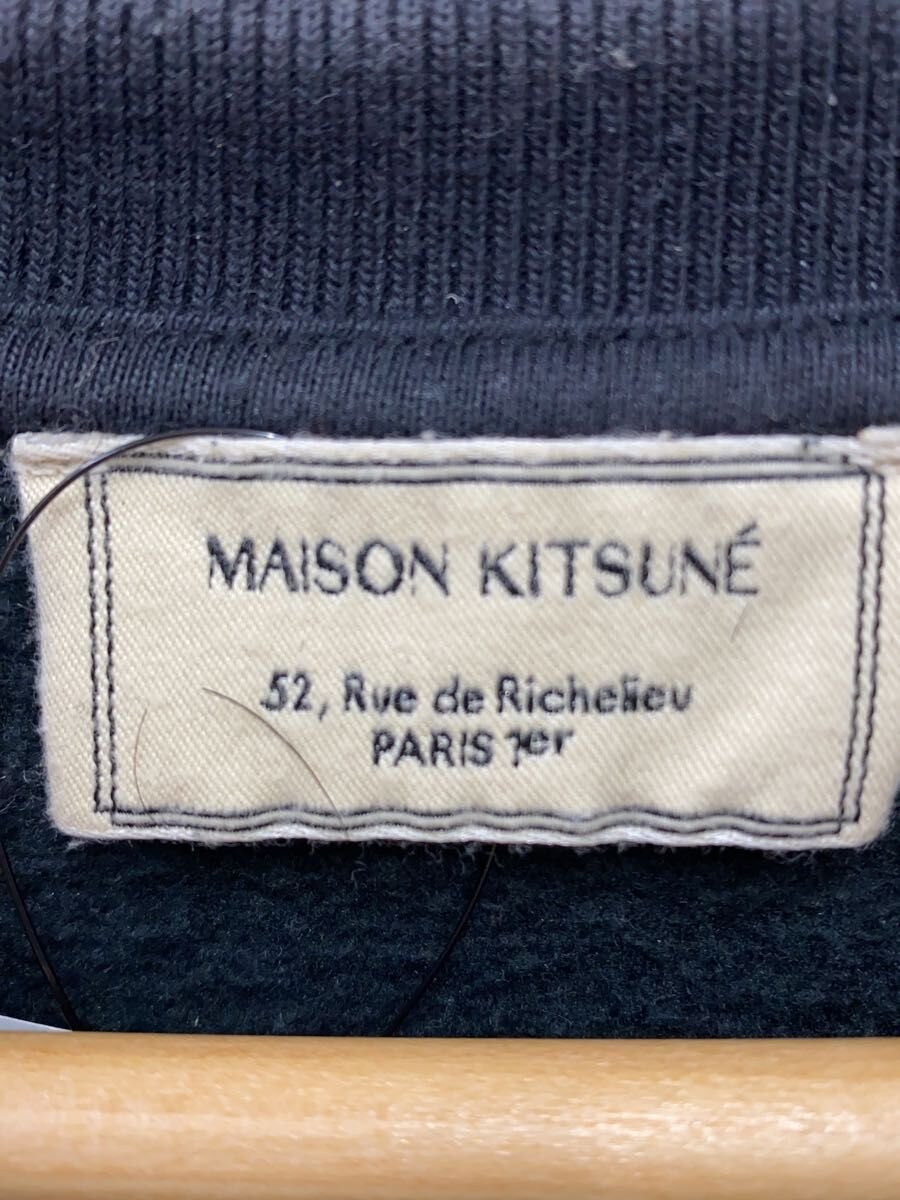 MAISON KITSUNÉ
52, Rue de Richelieu
PARIS 1er